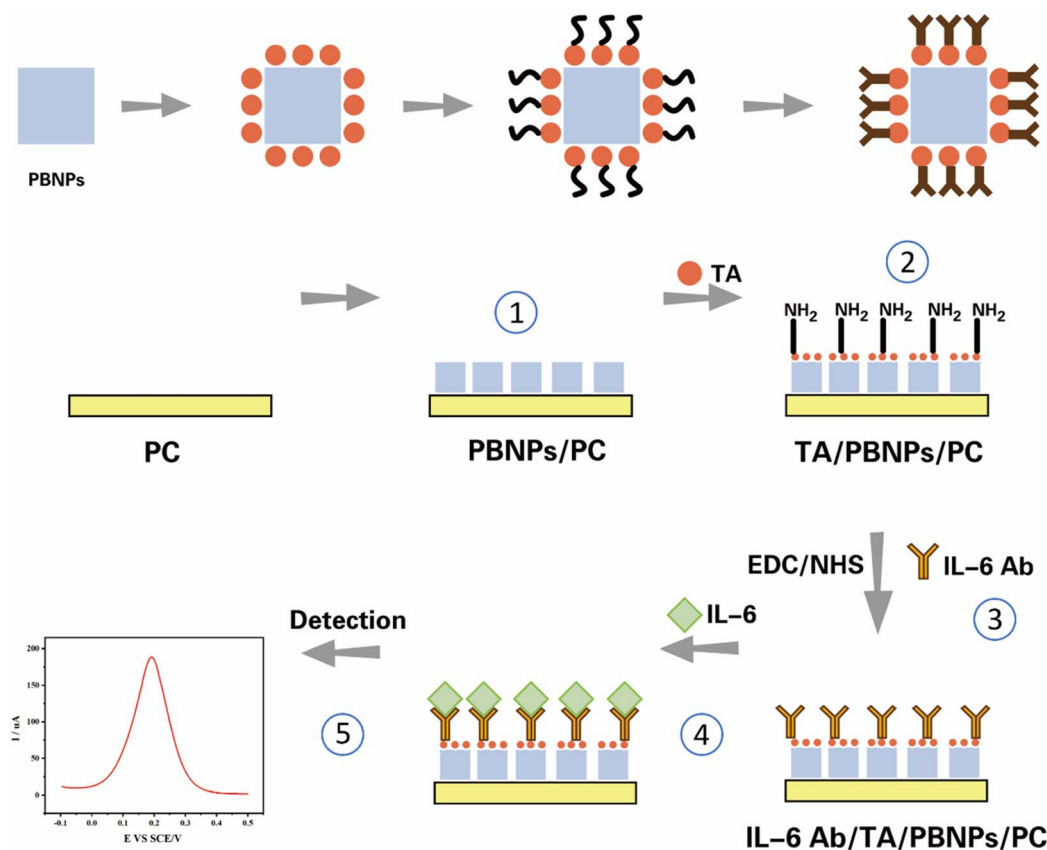 PBNPs
TA
1
2
NH2 NH2 NH2 NH2 NH2
PC
PBNPs/PC
TA/PBNPs/PC
EDC/NHS
IL-6 Ab
3
IL-6
Detection
4
5
I / uA
200
150
100
50
0
-0.1 0.0 0.1 0.2 0.3 0.4 0.5
E VS SCE/V
IL-6 Ab/TA/PBNPs/PC